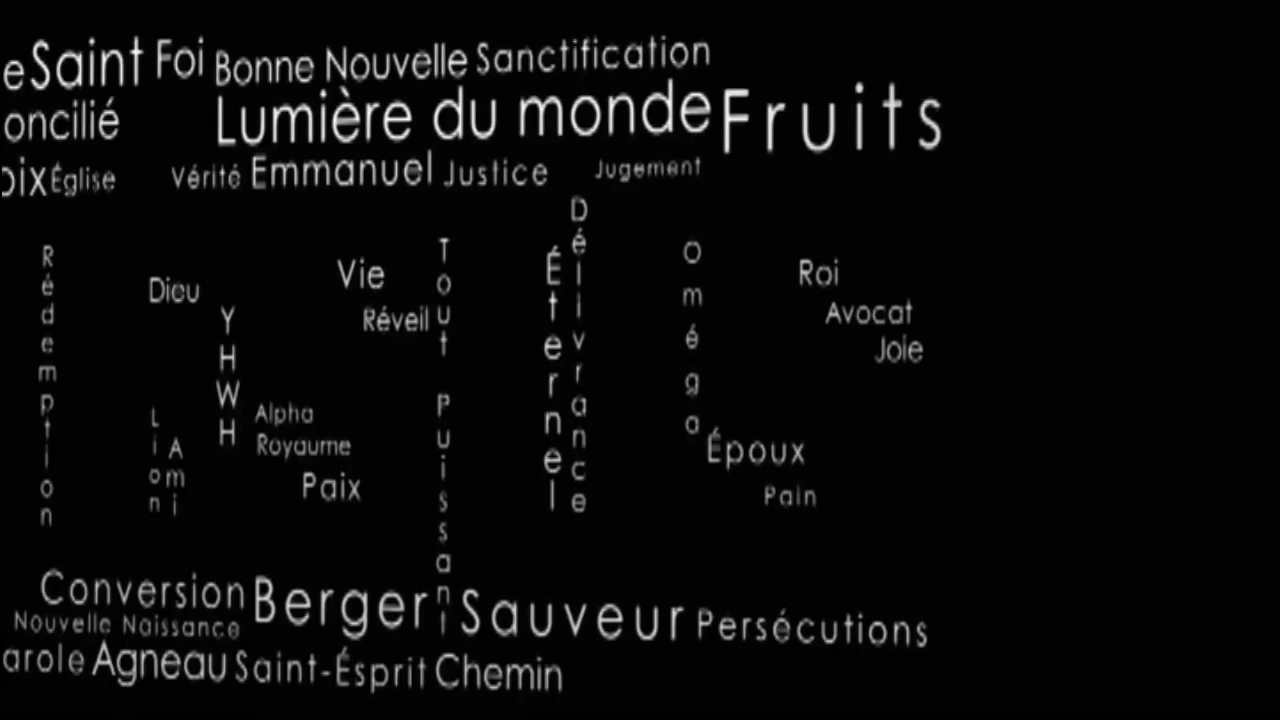 e Saint Foi Bonne Nouvelle Sanctification
oncilié Lumière du monde Fruits
oix Église Vérité Emmanuel Justice Jugement
Rédemption
Dieu
YHWH
Lion
Ami
Vie
Réveil
Alpha
Royaume
Paix
Tout Puissant
Éternel
Délivrance
Oméga
Roi
Avocat
Joie
Époux
Pain
Conversion Berger Sauveur Persécutions
Nouvelle Naissance
arole Agneau Saint-Ésprit Chemin